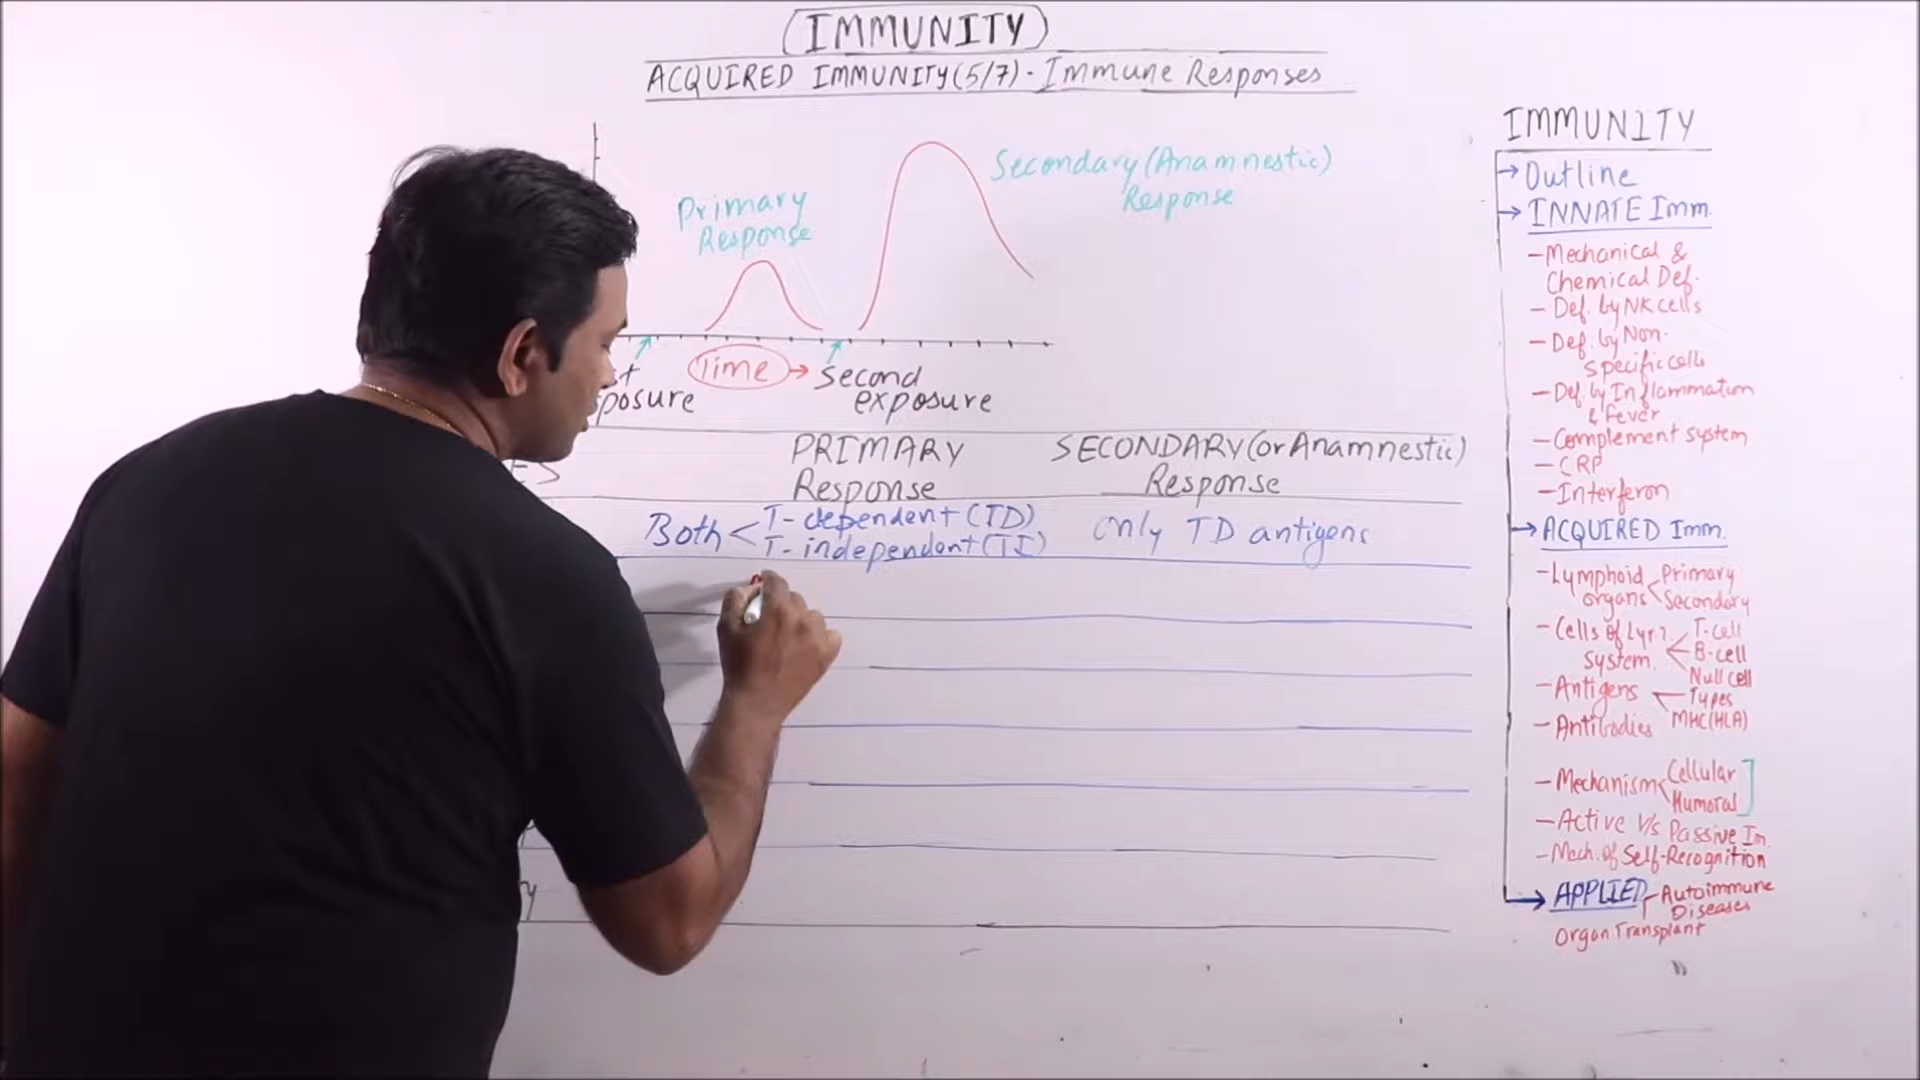 IMMUNITY
ACQUIRED IMMUNITY(5/7)- Immune Responses
Primary
Response
Secondary (Anamnestic)
Response
Time → Second
posure
exposure
PRIMARY
Response
SECONDARY (or Anamnestic)
Response
Both < T-dependent (TD)
T-independent (TI)
Only TD antigens
IMMUNITY
→ Outline
→ INNATE Imm.
- Mechanical &
Chemical Def.
- Def. by NK cells
- Def. by Non-
specific cells
- Def. by Inflammation
& Fever
- Complement system
- CRP
- Interferon
→ ACQUIRED Imm.
- Lymphoid organs < Primary
Secondary
- Cells of
system < T-cell
B-cell
Null cell
- Antigens < Types
MHC(HLA)
- Antibodies
- Mechanism < Cellular
Humoral
- Active V/s Passive Im.
- Mech. of Self-Recognition
→ APPLIED - Autoimmune
Diseases
Organ Transplant